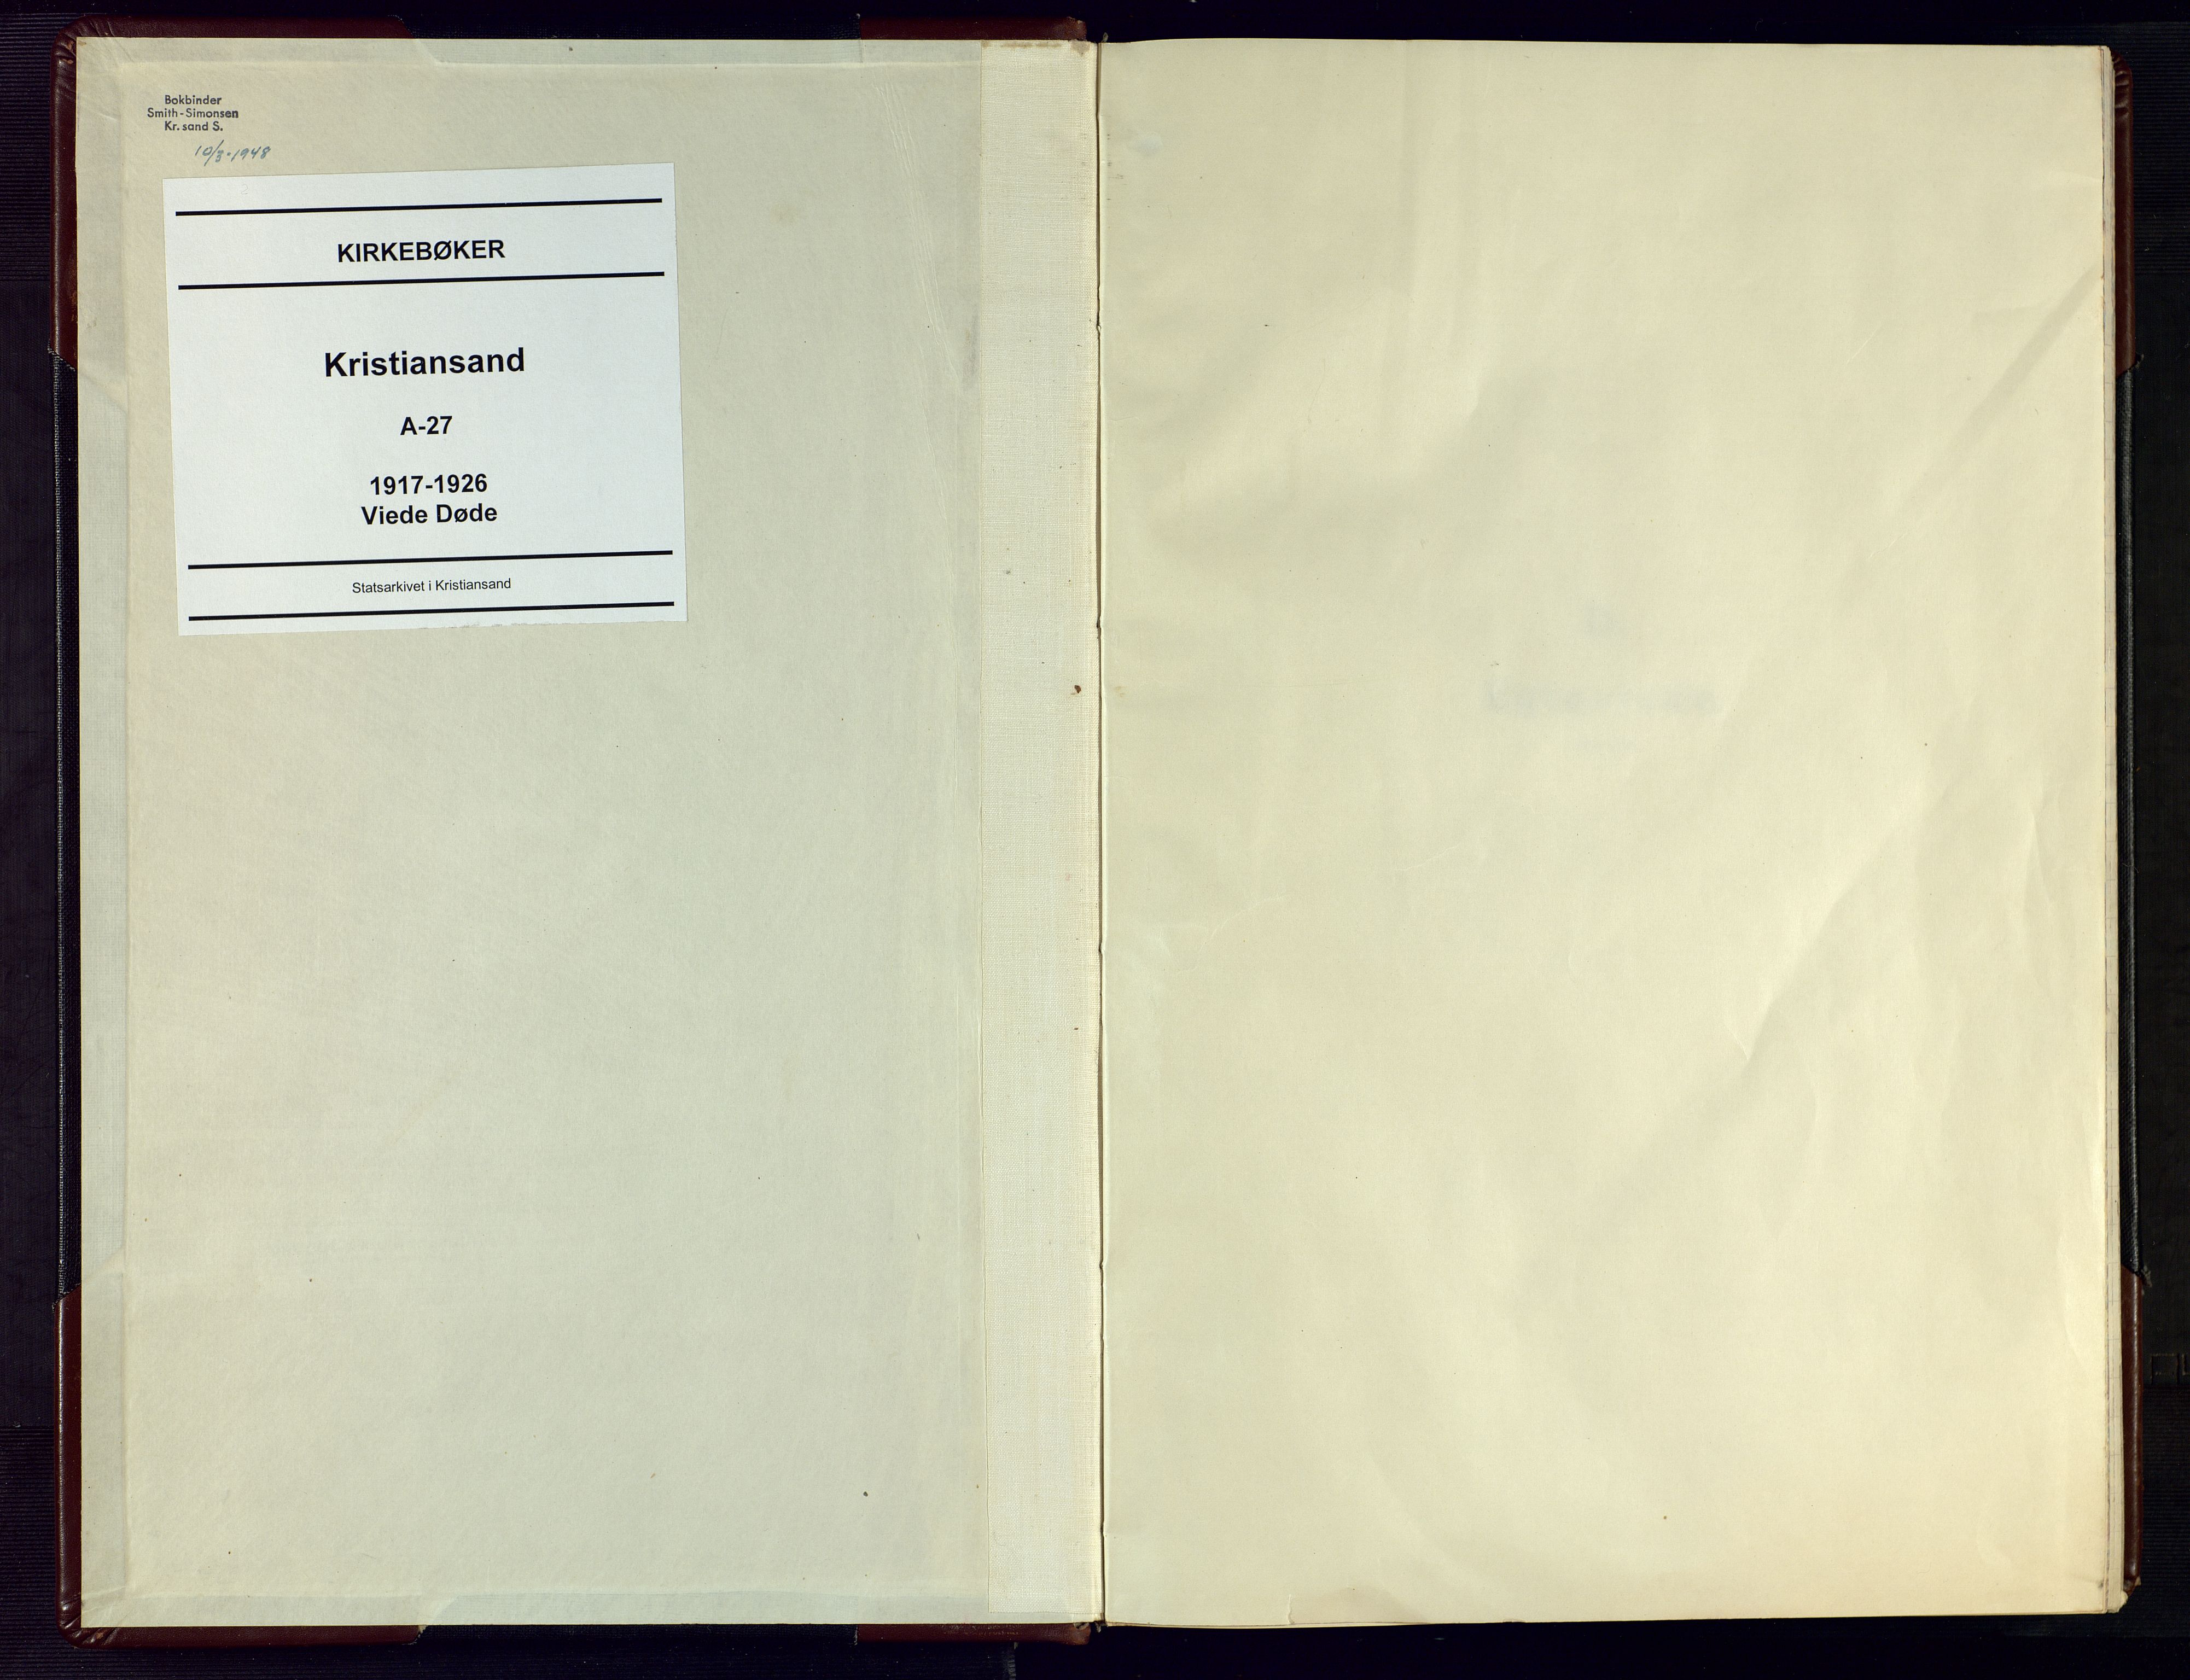 Bokbinder
Smith-Simonsen
Kr. sand S.
10/3-1948
KIRKEBØKER
Kristiansand
A-27
1917-1926
Viede Døde
Statsarkivet i Kristiansand